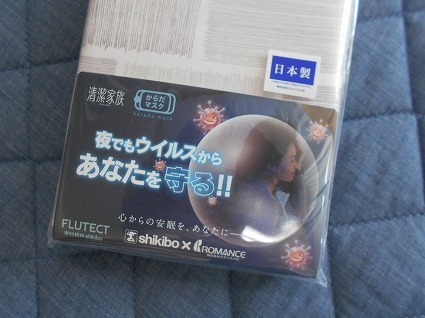 日本製
清潔家族
からだ
マスク
karada mask
夜でもウイルスから
あなたを守る!!
心からの安眠を、あなたに
FLUTECT
shikibo × ROMANCE